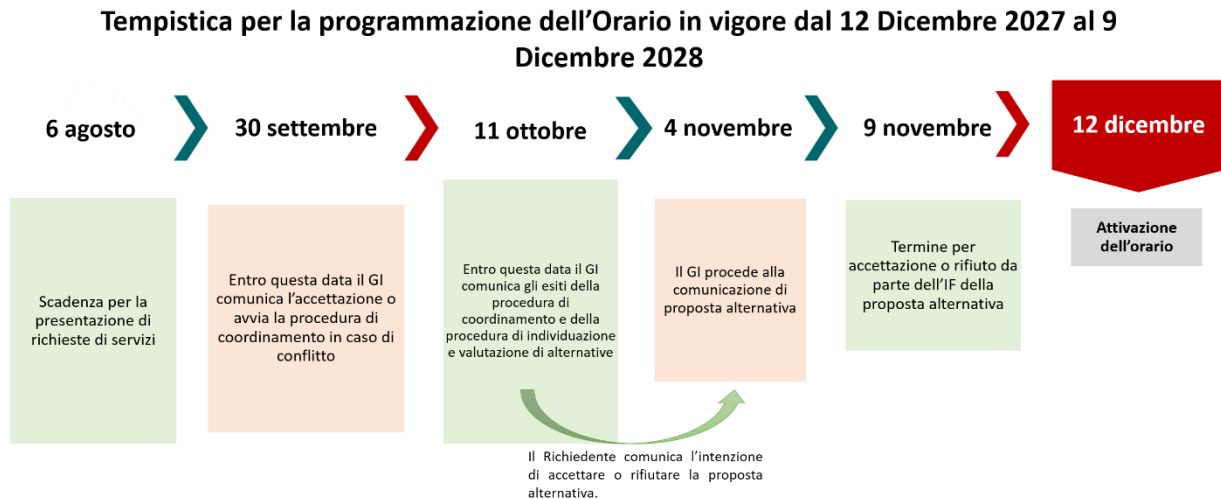 Tempistica per la programmazione dell’Orario in vigore dal 12 Dicembre 2027 al 9
Dicembre 2028
6 agosto
30 settembre
11 ottobre
4 novembre
9 novembre
12 dicembre
Scadenza per la
presentazione di
richieste di servizi
Entro questa data il GI
comunica l’accettazione o
avvia la procedura di
coordinamento in caso di
conflitto
Entro questa data il GI
comunica gli esiti della
procedura di
coordinamento e della
procedura di individuazione
e valutazione di alternative
Il GI procede alla
comunicazione di
proposta alternativa
Termine per
accettazione o rifiuto da
parte dell’IF della
proposta alternativa
Attivazione
dell’orario
Il Richiedente comunica l’intenzione
di accettare o rifiutare la proposta
alternativa.